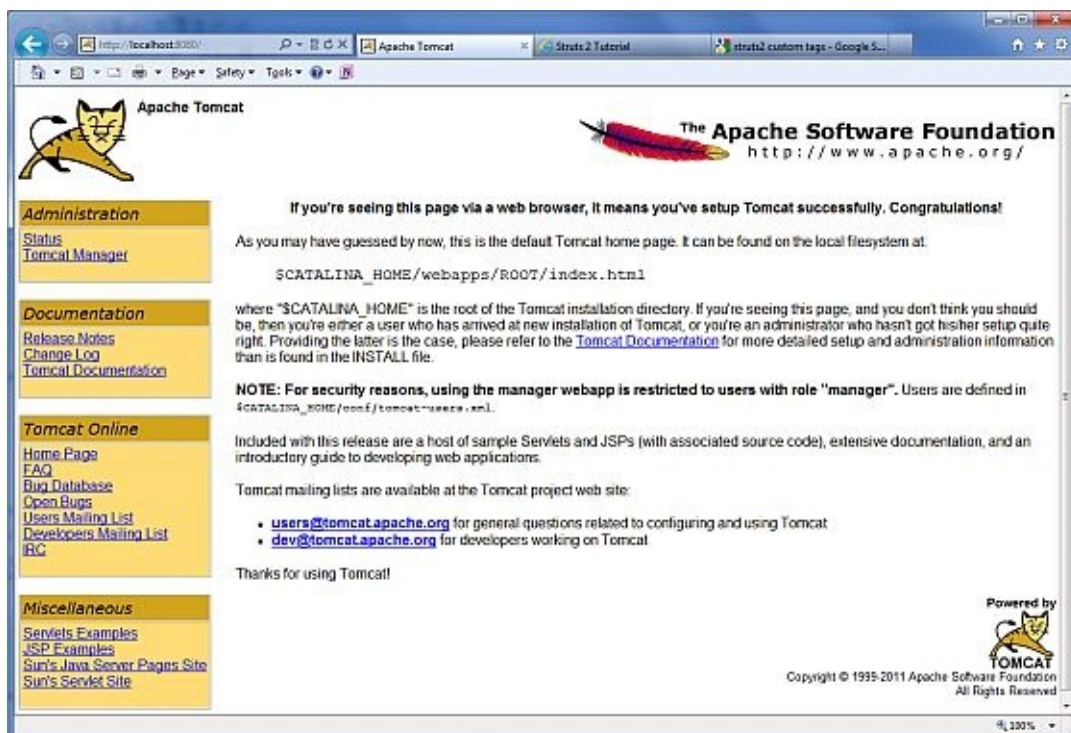 http://localhost:8080/
Apache Tomcat
Struts 2 Tutorial
struts2 custom tags - Google S...
Page
Safety
Tools
Apache Tomcat
The Apache Software Foundation
http://www.apache.org/
Administration
Status
Tomcat Manager
Documentation
Release Notes
Change Log
Tomcat Documentation
Tomcat Online
Home Page
FAQ
Bug Database
Open Bugs
Users Mailing List
Developers Mailing List
IRC
Miscellaneous
Servlets Examples
JSP Examples
Sun's Java Server Pages Site
Sun's Servlet Site
If you're seeing this page via a web browser, it means you've setup Tomcat successfully. Congratulations!
As you may have guessed by now, this is the default Tomcat home page. It can be found on the local filesystem at:
$CATALINA_HOME/webapps/ROOT/index.html
where "$CATALINA_HOME" is the root of the Tomcat installation directory. If you're seeing this page, and you don't think you should
be, then you're either a user who has arrived at new installation of Tomcat, or you're an administrator who hasn't got his/her setup quite
right. Providing the latter is the case, please refer to the Tomcat Documentation for more detailed setup and administration information
than is found in the INSTALL file.
NOTE: For security reasons, using the manager webapp is restricted to users with role "manager". Users are defined in
$CATALINA_HOME/conf/tomcat-users.xml.
Included with this release are a host of sample Servlets and JSPs (with associated source code), extensive documentation, and an
introductory guide to developing web applications.
Tomcat mailing lists are available at the Tomcat project web site:
• users@tomcat.apache.org for general questions related to configuring and using Tomcat
• dev@tomcat.apache.org for developers working on Tomcat
Thanks for using Tomcat!
Powered by
TOMCAT
Copyright © 1999-2011 Apache Software Foundation
All Rights Reserved
100%